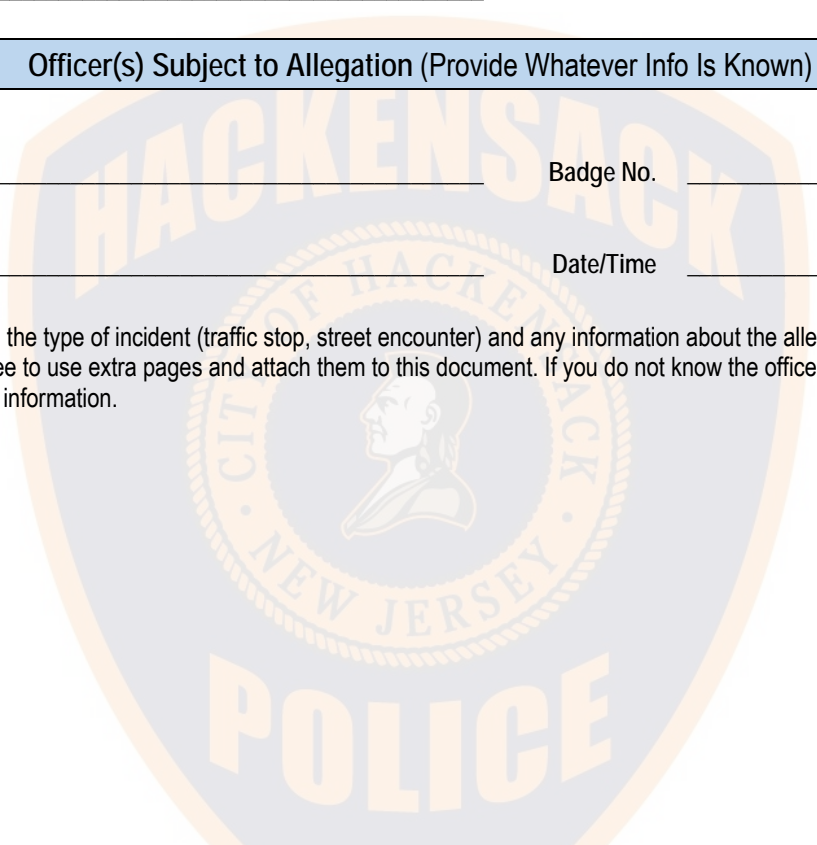 Officer(s) Subject to Allegation (Provide Whatever Info Is Known)
Badge No.
Date/Time
the type of incident (traffic stop, street encounter) and any information about the alle
ee to use extra pages and attach them to this document. If you do not know the office
information.
HACKENSACK
CITY OF HACKENSACK
NEW JERSEY
POLICE